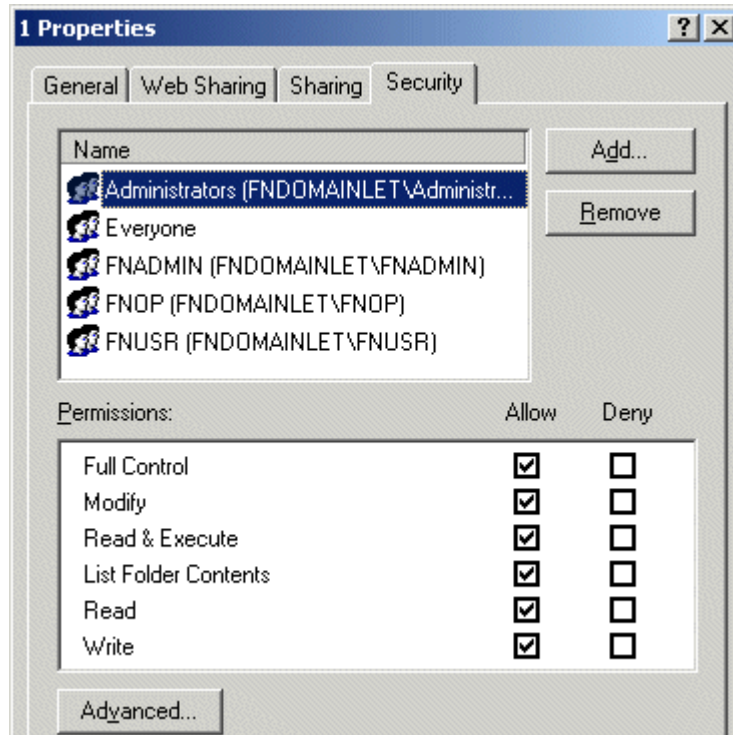 1 Properties ? ×
General Web Sharing Sharing Security
Name
Add...
Administrators (FNDOMAINLET\Administr...
Remove
Everyone
FNADMIN (FNDOMAINLET\FNADMIN)
FNOP (FNDOMAINLET\FNOP)
FNUSR (FNDOMAINLET\FNUSR)
Permissions: Allow Deny
Full Control
Modify
Read & Execute
List Folder Contents
Read
Write
Advanced...